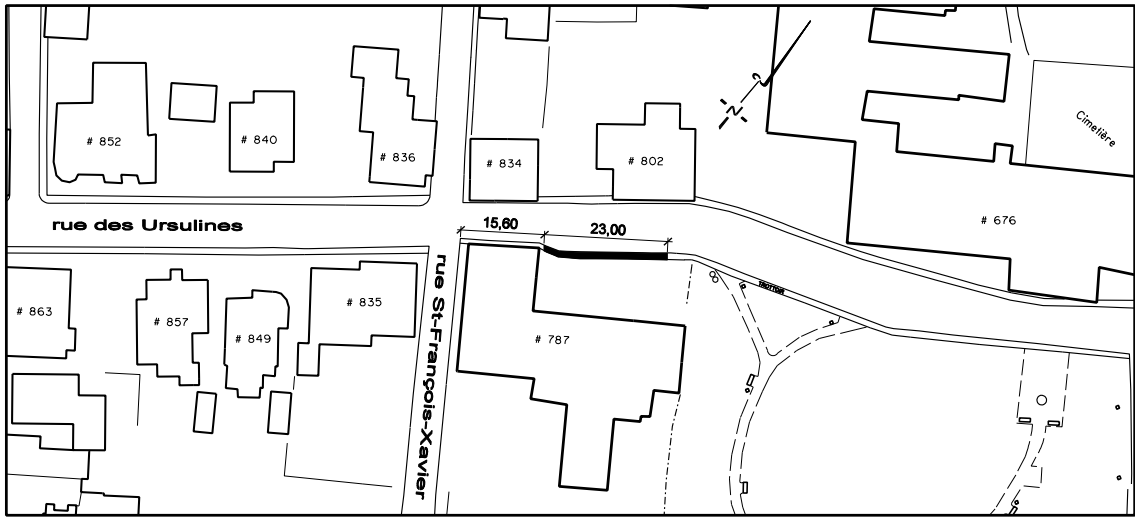 # 852
# 840
# 836
# 834
# 802
N
Cimetière
# 676
rue des Ursulines
15,60
23,00
TROTTOIR
rue St-François-Xavier
# 863
# 857
# 849
# 835
# 787